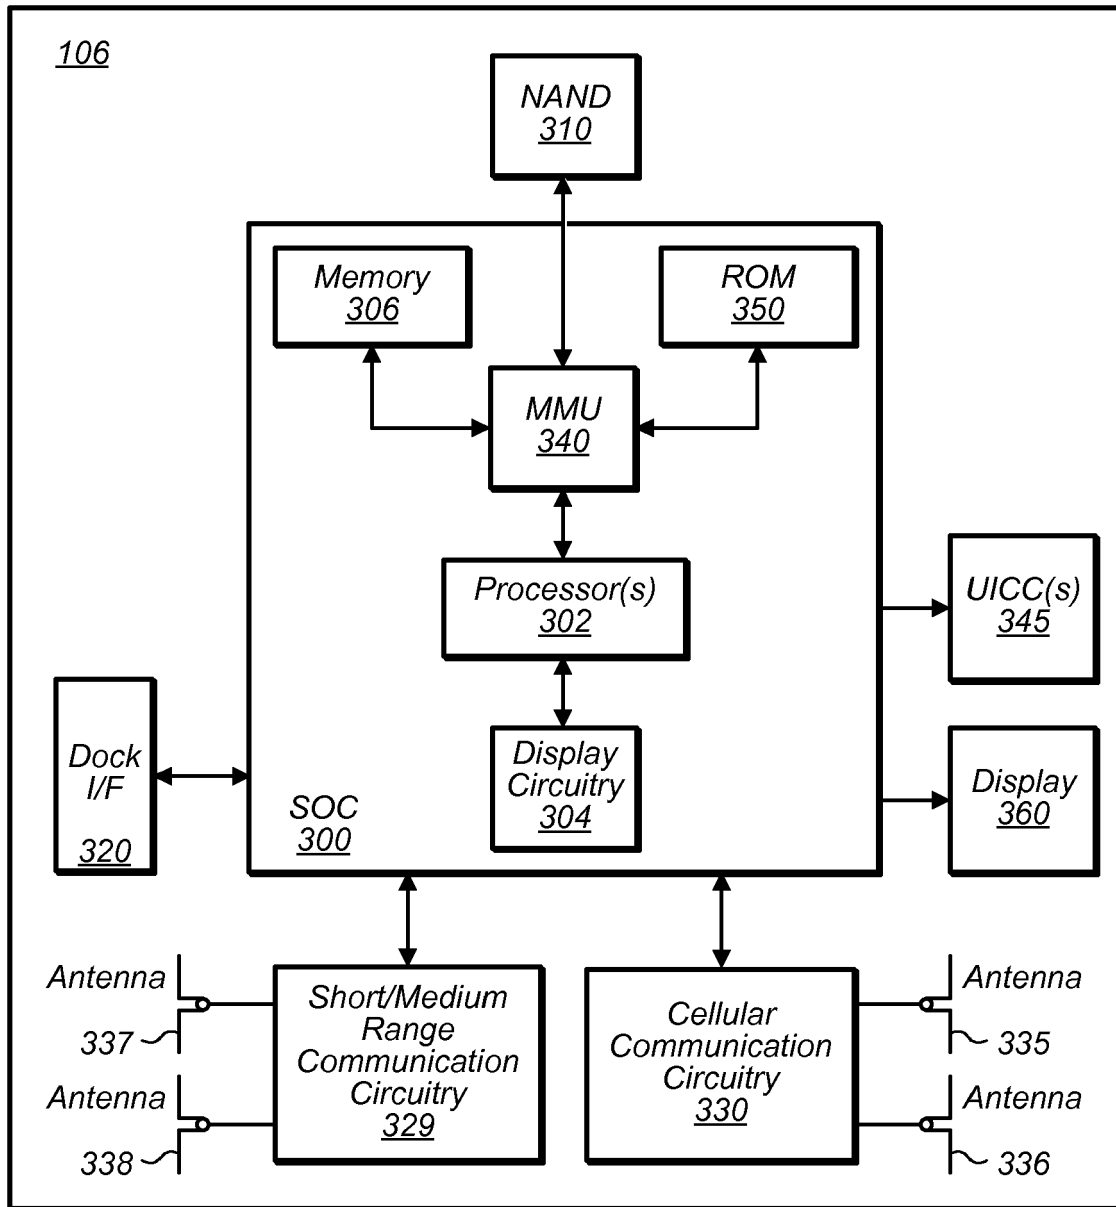 106
NAND
310
Memory
306
ROM
350
MMU
340
Processor(s)
302
UICC(s)
345
Dock
I/F
320
Display
Circuitry
304
SOC
300
Display
360
Antenna
337
Antenna
338
Short/Medium
Range
Communication
Circuitry
329
Cellular
Communication
Circuitry
330
Antenna
335
Antenna
336